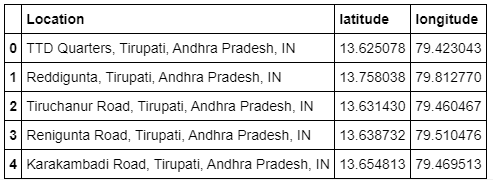 Location latitude longitude
0 TTD Quarters, Tirupati, Andhra Pradesh, IN 13.625078 79.423043
1 Reddigunta, Tirupati, Andhra Pradesh, IN 13.758038 79.812770
2 Tiruchanur Road, Tirupati, Andhra Pradesh, IN 13.631430 79.460467
3 Renigunta Road, Tirupati, Andhra Pradesh, IN 13.638732 79.510476
4 Karakambadi Road, Tirupati, Andhra Pradesh, IN 13.654813 79.469513